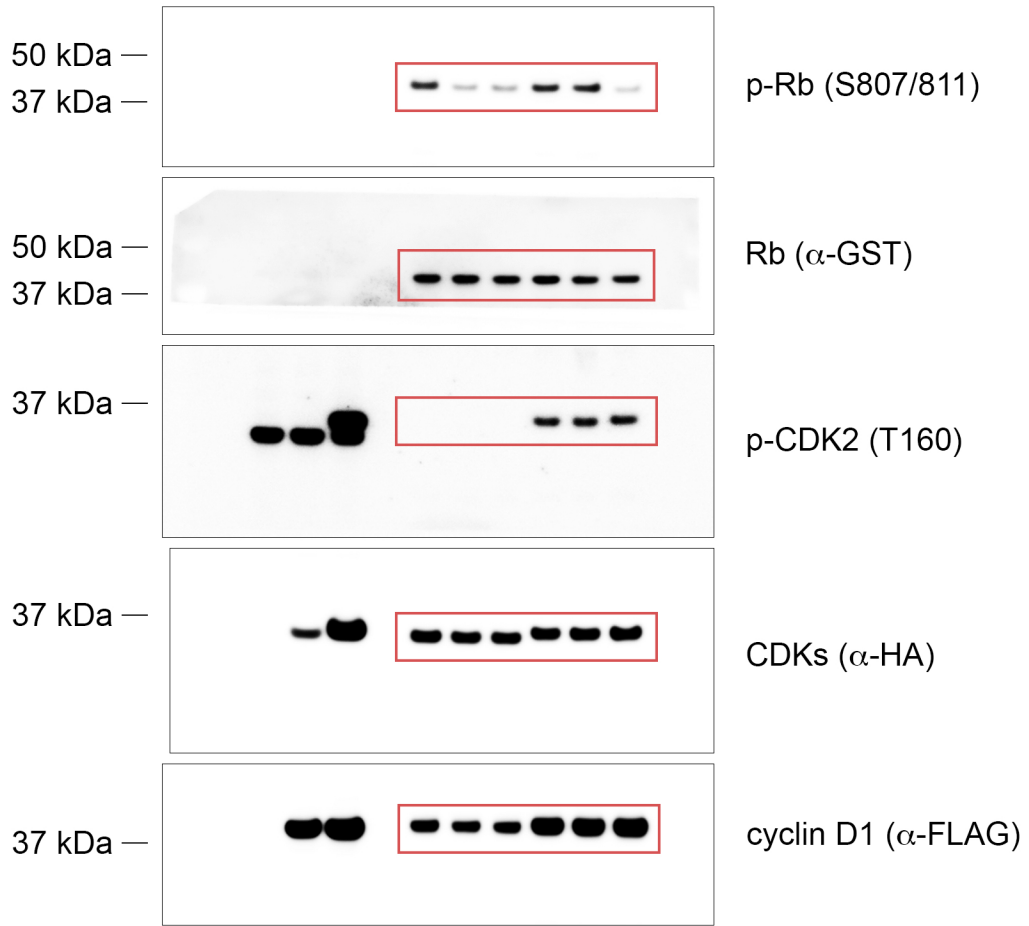 50 kDa —
37 kDa —
p-Rb (S807/811)
50 kDa —
37 kDa —
Rb (α-GST)
37 kDa —
p-CDK2 (T160)
37 kDa —
CDKs (α-HA)
37 kDa —
cyclin D1 (α-FLAG)